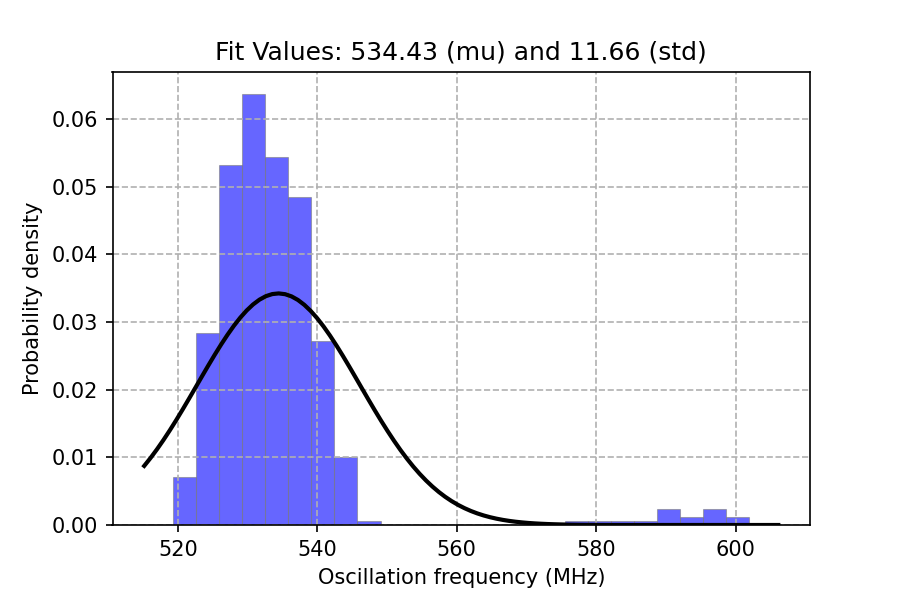 Fit Values: 534.43 (mu) and 11.66 (std)
Probability density
0.06
0.05
0.04
0.03
0.02
0.01
0.00
520 540 560 580 600
Oscillation frequency (MHz)